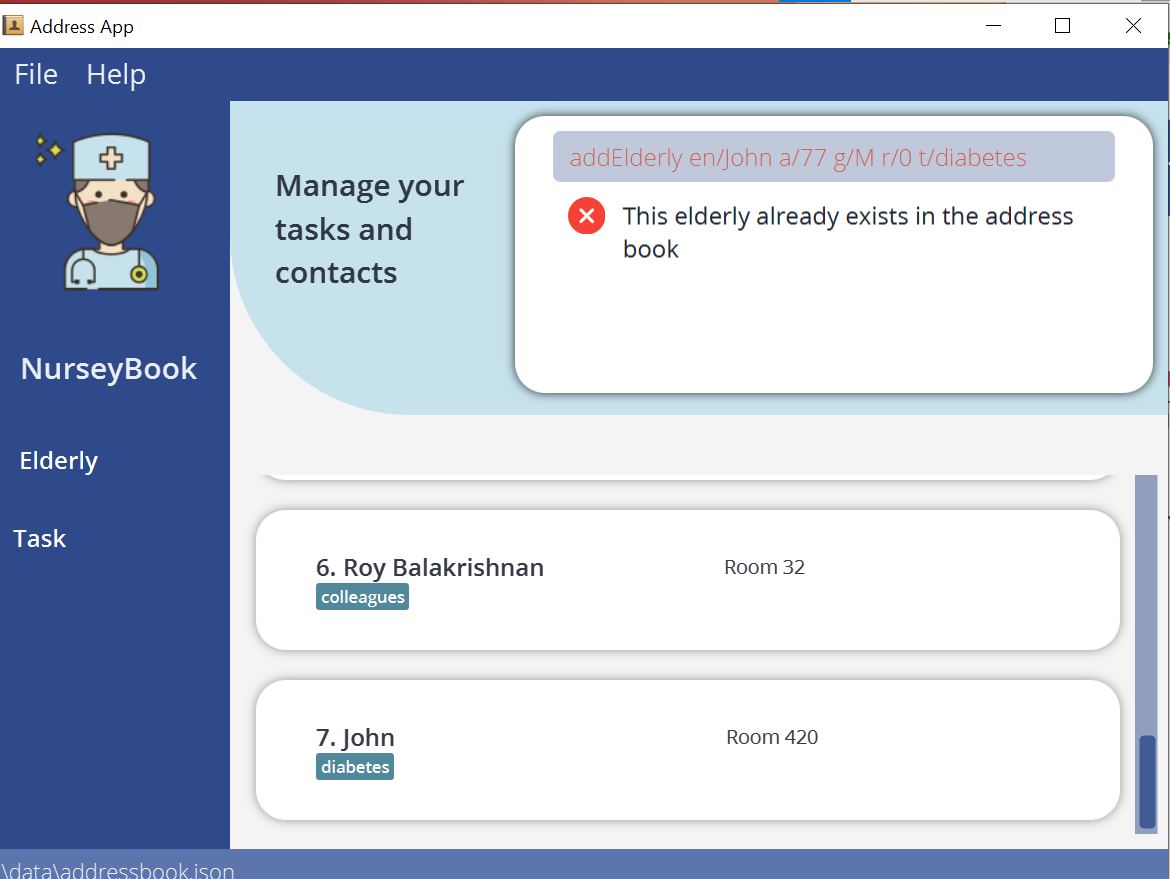 Address App
File Help
NurseyBook
Elderly
Task
Manage your
tasks and
contacts
addElderly en/John a/77 g/M r/0 t/diabetes
This elderly already exists in the address
book
6. Roy Balakrishnan
Room 32
colleagues
7. John
Room 420
diabetes
\data\addressbook.json